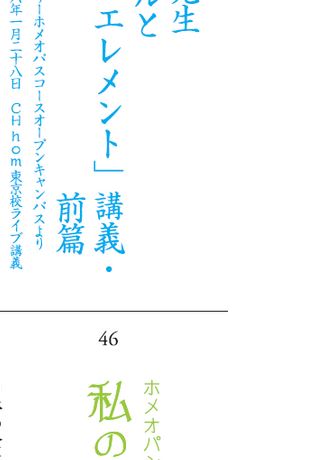 先生
ルと
エレメント」講義・
前篇
ーホメオパスコースオープンキャンパスより
年一月二十八日 CHhom東京校ライブ講義
46
ホメオパ
私の